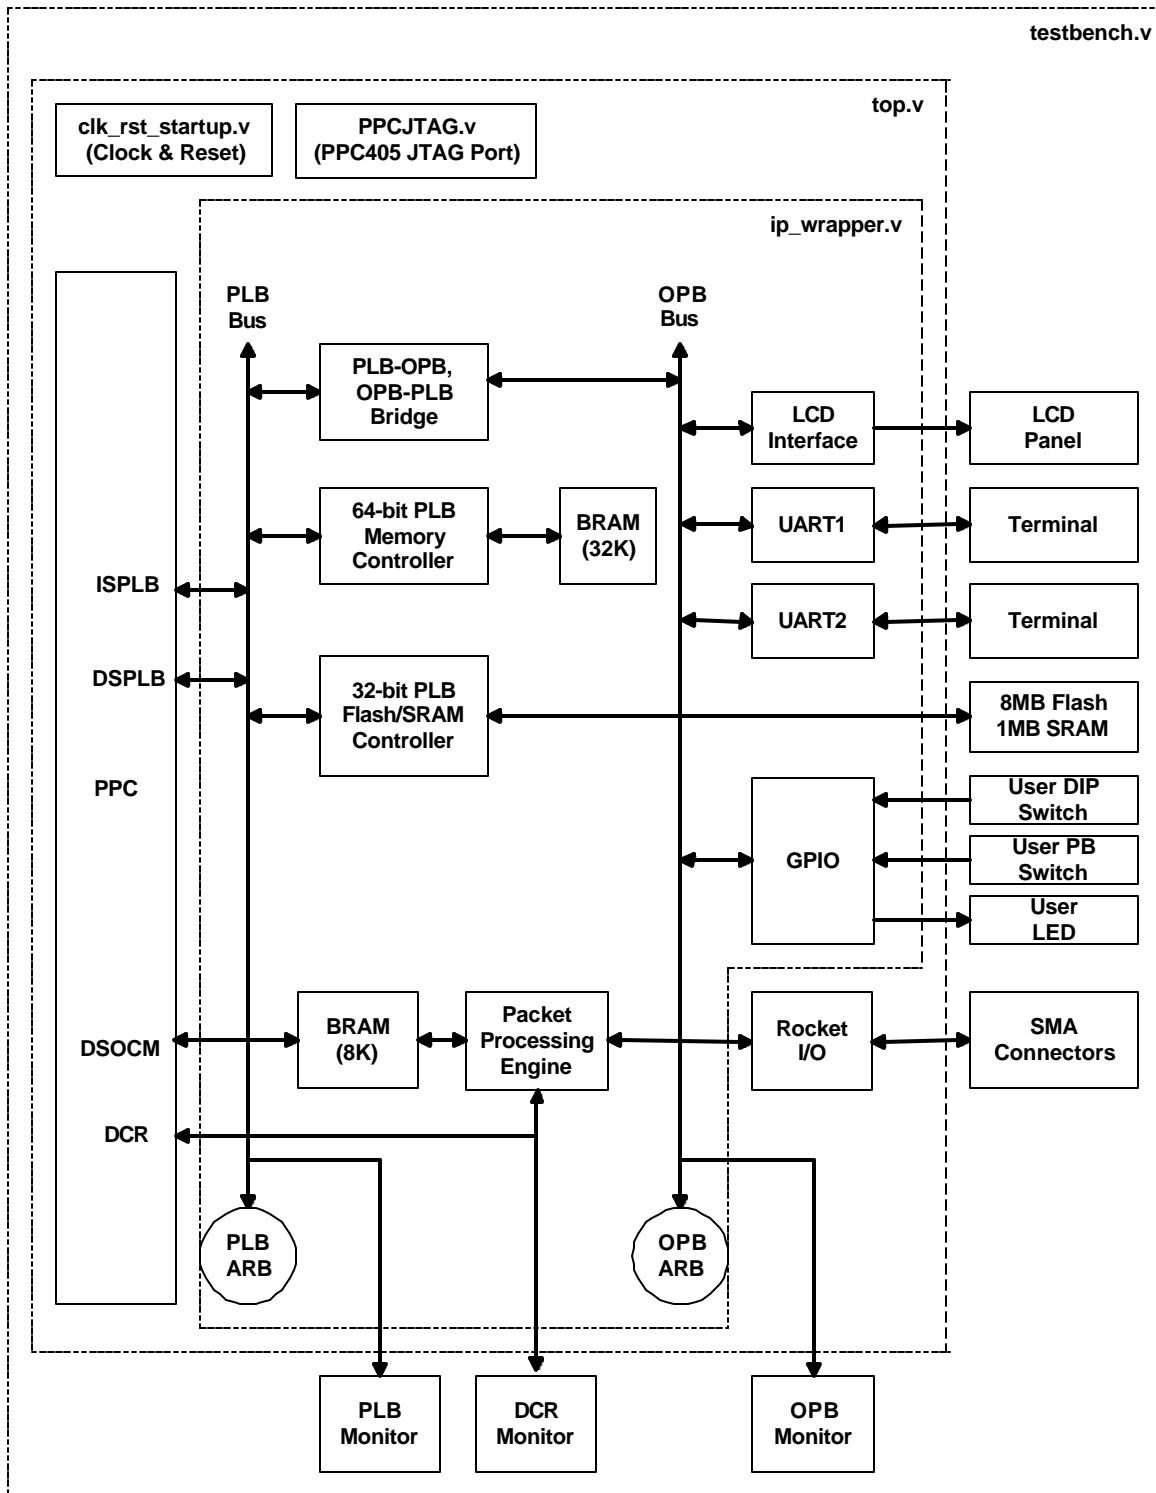 testbench.v
top.v
clk_rst_startup.v
(Clock & Reset)
PPCJTAG.v
(PPC405 JTAG Port)
ip_wrapper.v
PLB
Bus
OPB
Bus
PLB-OPB,
OPB-PLB
Bridge
LCD
Interface
LCD
Panel
64-bit PLB
Memory
Controller
BRAM
(32K)
UART1
Terminal
ISPLB
UART2
Terminal
DSPLB
32-bit PLB
Flash/SRAM
Controller
8MB Flash
1MB SRAM
PPC
GPIO
User DIP
Switch
User PB
Switch
User
LED
DSOCM
BRAM
(8K)
Packet
Processing
Engine
Rocket
I/O
SMA
Connectors
DCR
PLB
ARB
OPB
ARB
PLB
Monitor
DCR
Monitor
OPB
Monitor